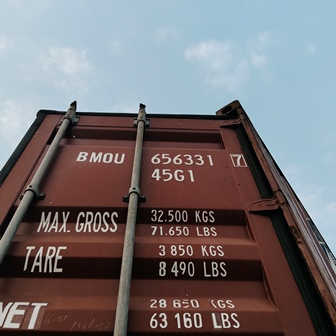 BMOU 656331 7
45G1
MAX. GROSS 32.500 KGS
71.650 LBS
TARE 3 850 KGS
8 490 LBS
NET 28 650 KGS
63 160 LBS